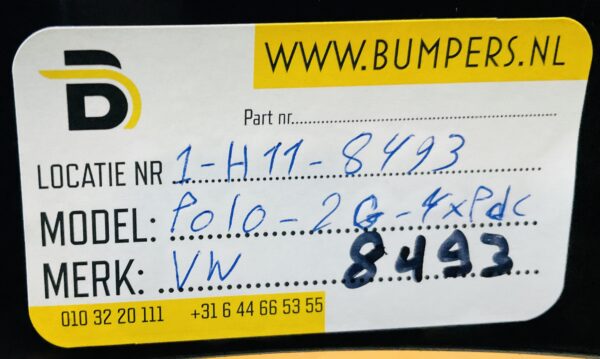 WWW.BUMPERS.NL
B
Part nr.
LOCATIE NR 1-H11-8493
MODEL: Polo-2G-4xPdc
MERK: VW 8493
010 32 20 111 +31 6 44 66 53 55